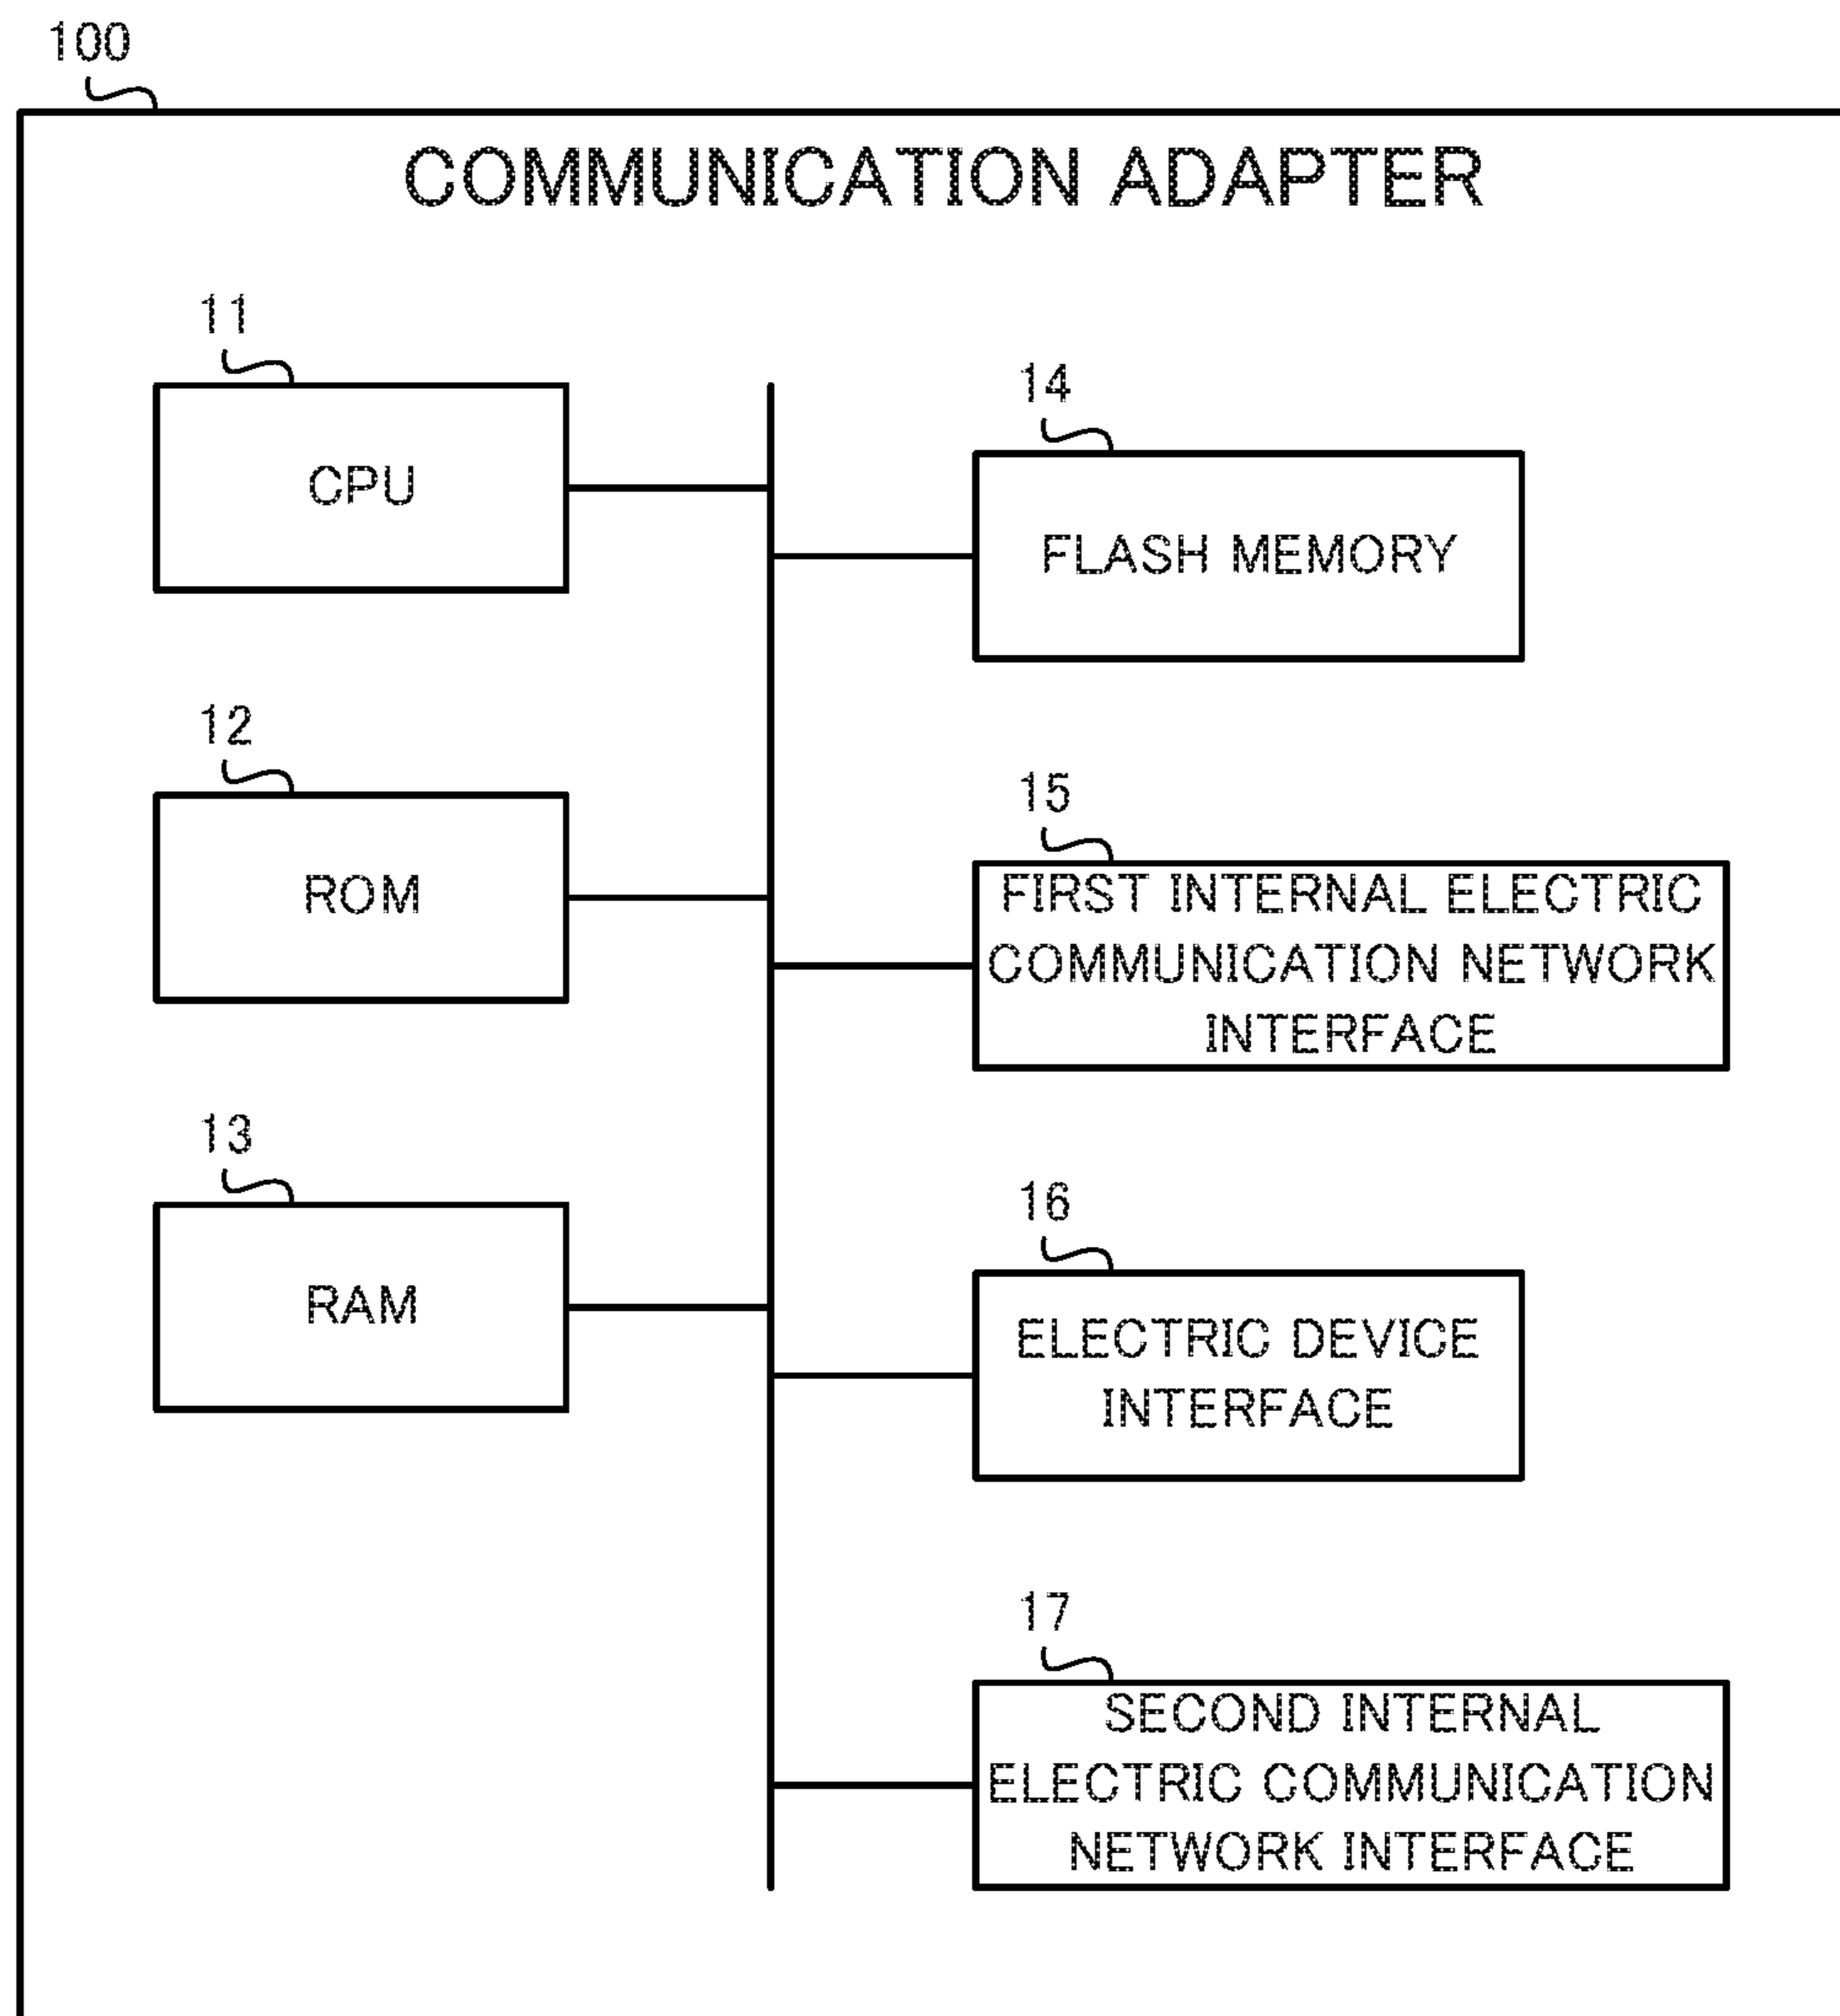 100
COMMUNICATION ADAPTER
11
CPU
14
FLASH MEMORY
12
ROM
15
FIRST INTERNAL ELECTRIC
COMMUNICATION NETWORK
INTERFACE
13
RAM
16
ELECTRIC DEVICE
INTERFACE
17
SECOND INTERNAL
ELECTRIC COMMUNICATION
NETWORK INTERFACE